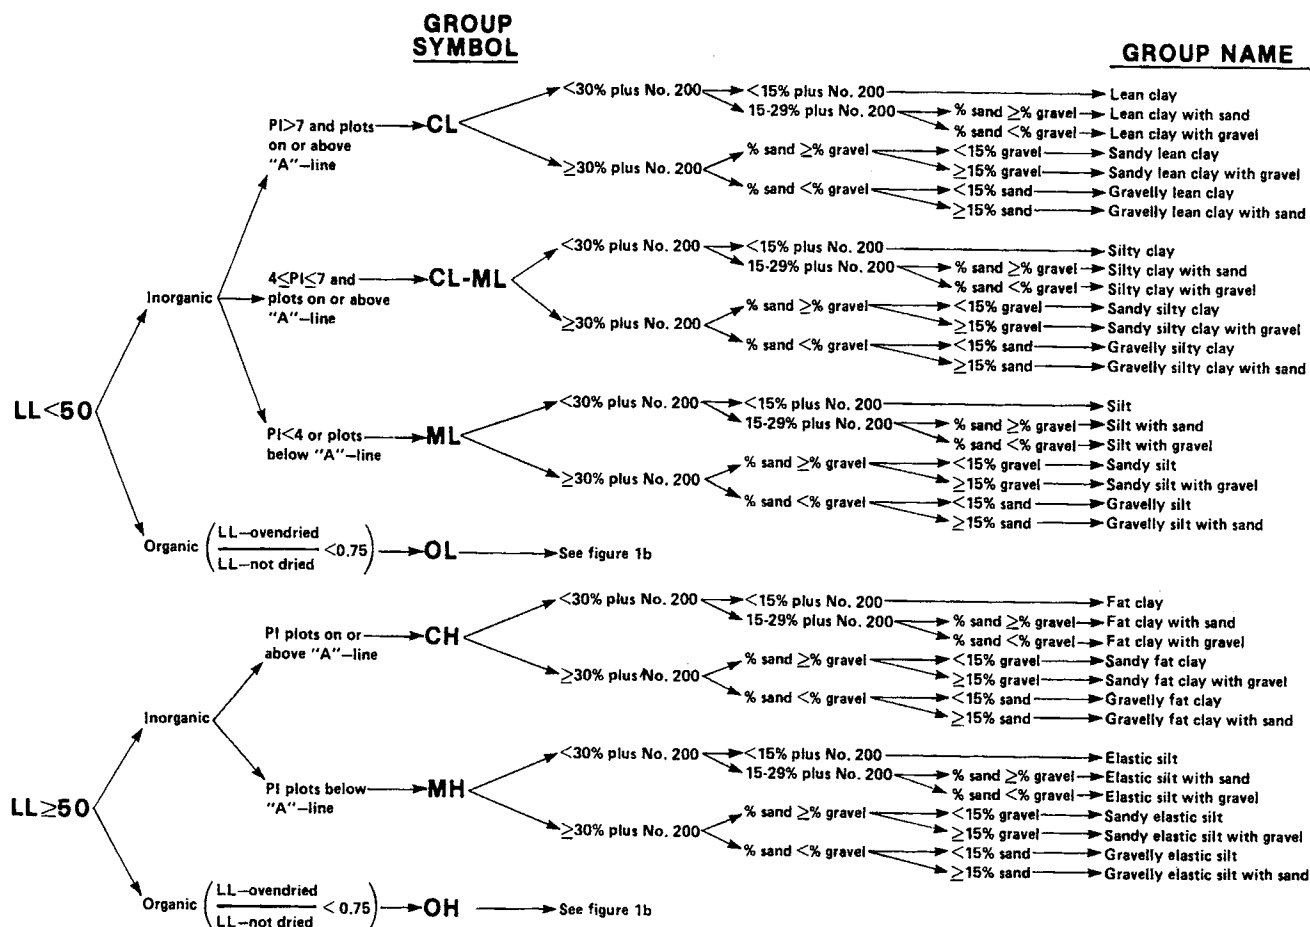 GROUP
SYMBOL
GROUP NAME
LL<50
Inorganic
PI>7 and plots
on or above
"A"–line
CL
<30% plus No. 200
<15% plus No. 200
Lean clay
15-29% plus No. 200
% sand ≥% gravel
Lean clay with sand
% sand <% gravel
Lean clay with gravel
≥30% plus No. 200
% sand ≥% gravel
<15% gravel
Sandy lean clay
≥15% gravel
Sandy lean clay with gravel
% sand <% gravel
<15% sand
Gravelly lean clay
≥15% sand
Gravelly lean clay with sand
4≤PI≤7 and
plots on or above
"A"–line
CL-ML
<30% plus No. 200
<15% plus No. 200
Silty clay
15-29% plus No. 200
% sand ≥% gravel
Silty clay with sand
% sand <% gravel
Silty clay with gravel
≥30% plus No. 200
% sand ≥% gravel
<15% gravel
Sandy silty clay
≥15% gravel
Sandy silty clay with gravel
% sand <% gravel
<15% sand
Gravelly silty clay
≥15% sand
Gravelly silty clay with sand
PI<4 or plots
below "A"–line
ML
<30% plus No. 200
<15% plus No. 200
Silt
15-29% plus No. 200
% sand ≥% gravel
Silt with sand
% sand <% gravel
Silt with gravel
≥30% plus No. 200
% sand ≥% gravel
<15% gravel
Sandy silt
≥15% gravel
Sandy silt with gravel
% sand <% gravel
<15% sand
Gravelly silt
≥15% sand
Gravelly silt with sand
Organic (LL–ovendried / LL–not dried <0.75)
OL
See figure 1b
LL≥50
Inorganic
PI plots on or
above "A"–line
CH
<30% plus No. 200
<15% plus No. 200
Fat clay
15-29% plus No. 200
% sand ≥% gravel
Fat clay with sand
% sand <% gravel
Fat clay with gravel
≥30% plus No. 200
% sand ≥% gravel
<15% gravel
Sandy fat clay
≥15% gravel
Sandy fat clay with gravel
% sand <% gravel
<15% sand
Gravelly fat clay
≥15% sand
Gravelly fat clay with sand
PI plots below
"A"–line
MH
<30% plus No. 200
<15% plus No. 200
Elastic silt
15-29% plus No. 200
% sand ≥% gravel
Elastic silt with sand
% sand <% gravel
Elastic silt with gravel
≥30% plus No. 200
% sand ≥% gravel
<15% gravel
Sandy elastic silt
≥15% gravel
Sandy elastic silt with gravel
% sand <% gravel
<15% sand
Gravelly elastic silt
≥15% sand
Gravelly elastic silt with sand
Organic (LL–ovendried / LL–not dried < 0.75)
OH
See figure 1b